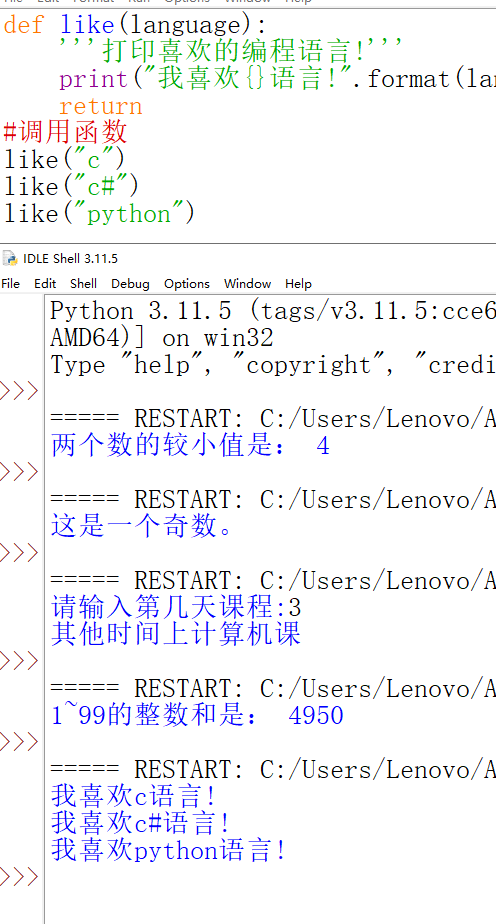 def like(language):
    '''打印喜欢的编程语言!'''
    print("我喜欢{}语言!".format(lan
    return
#调用函数
like("c")
like("c#")
like("python")
IDLE Shell 3.11.5
File Edit Shell Debug Options Window Help
Python 3.11.5 (tags/v3.11.5:cce6
AMD64)] on win32
Type "help", "copyright", "credi
>>>
===== RESTART: C:/Users/Lenovo/A
两个数的较小值是： 4
>>>
===== RESTART: C:/Users/Lenovo/A
这是一个奇数。
>>>
===== RESTART: C:/Users/Lenovo/A
请输入第几天课程:3
其他时间上计算机课
>>>
===== RESTART: C:/Users/Lenovo/A
1~99的整数和是： 4950
>>>
===== RESTART: C:/Users/Lenovo/A
我喜欢c语言!
我喜欢c#语言!
我喜欢python语言!
>>>